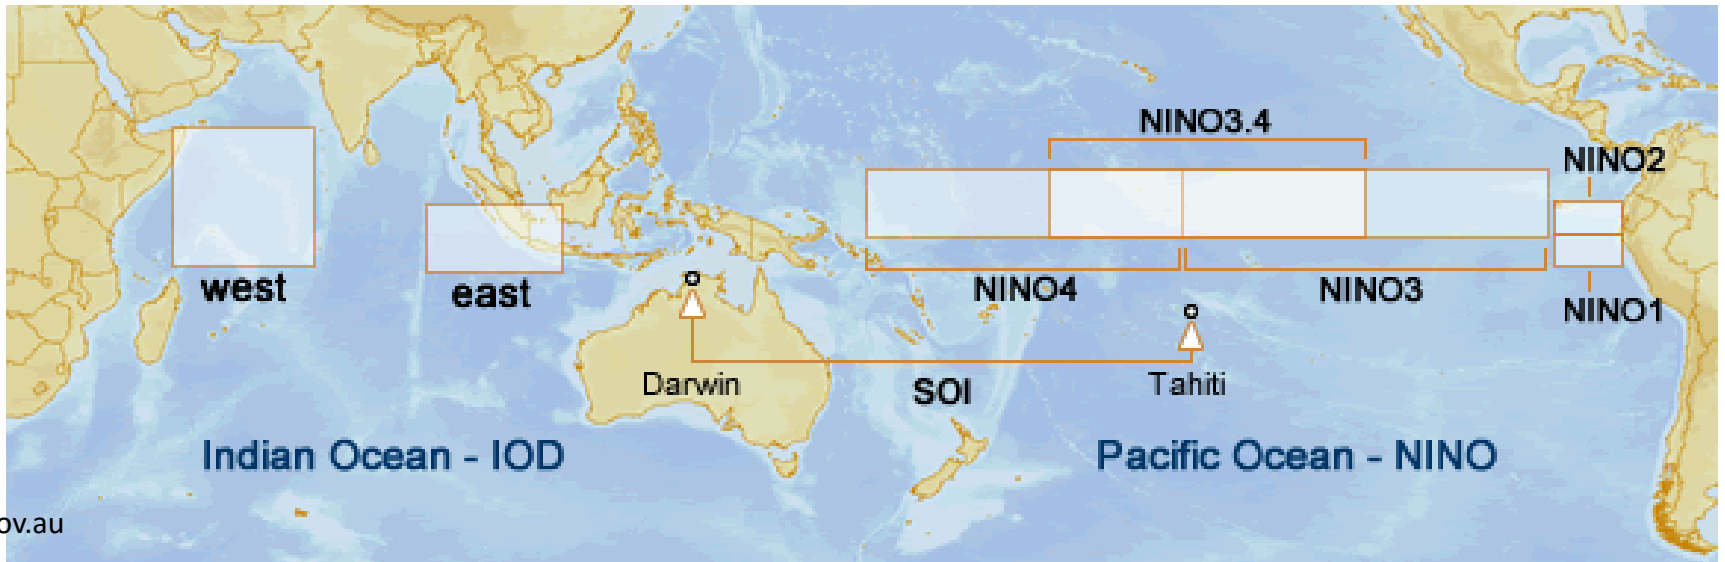 NINO3.4
NINO2
west
east
NINO4
NINO3
NINO1
Darwin
SOI
Tahiti
Indian Ocean - IOD
Pacific Ocean - NINO
ov.au